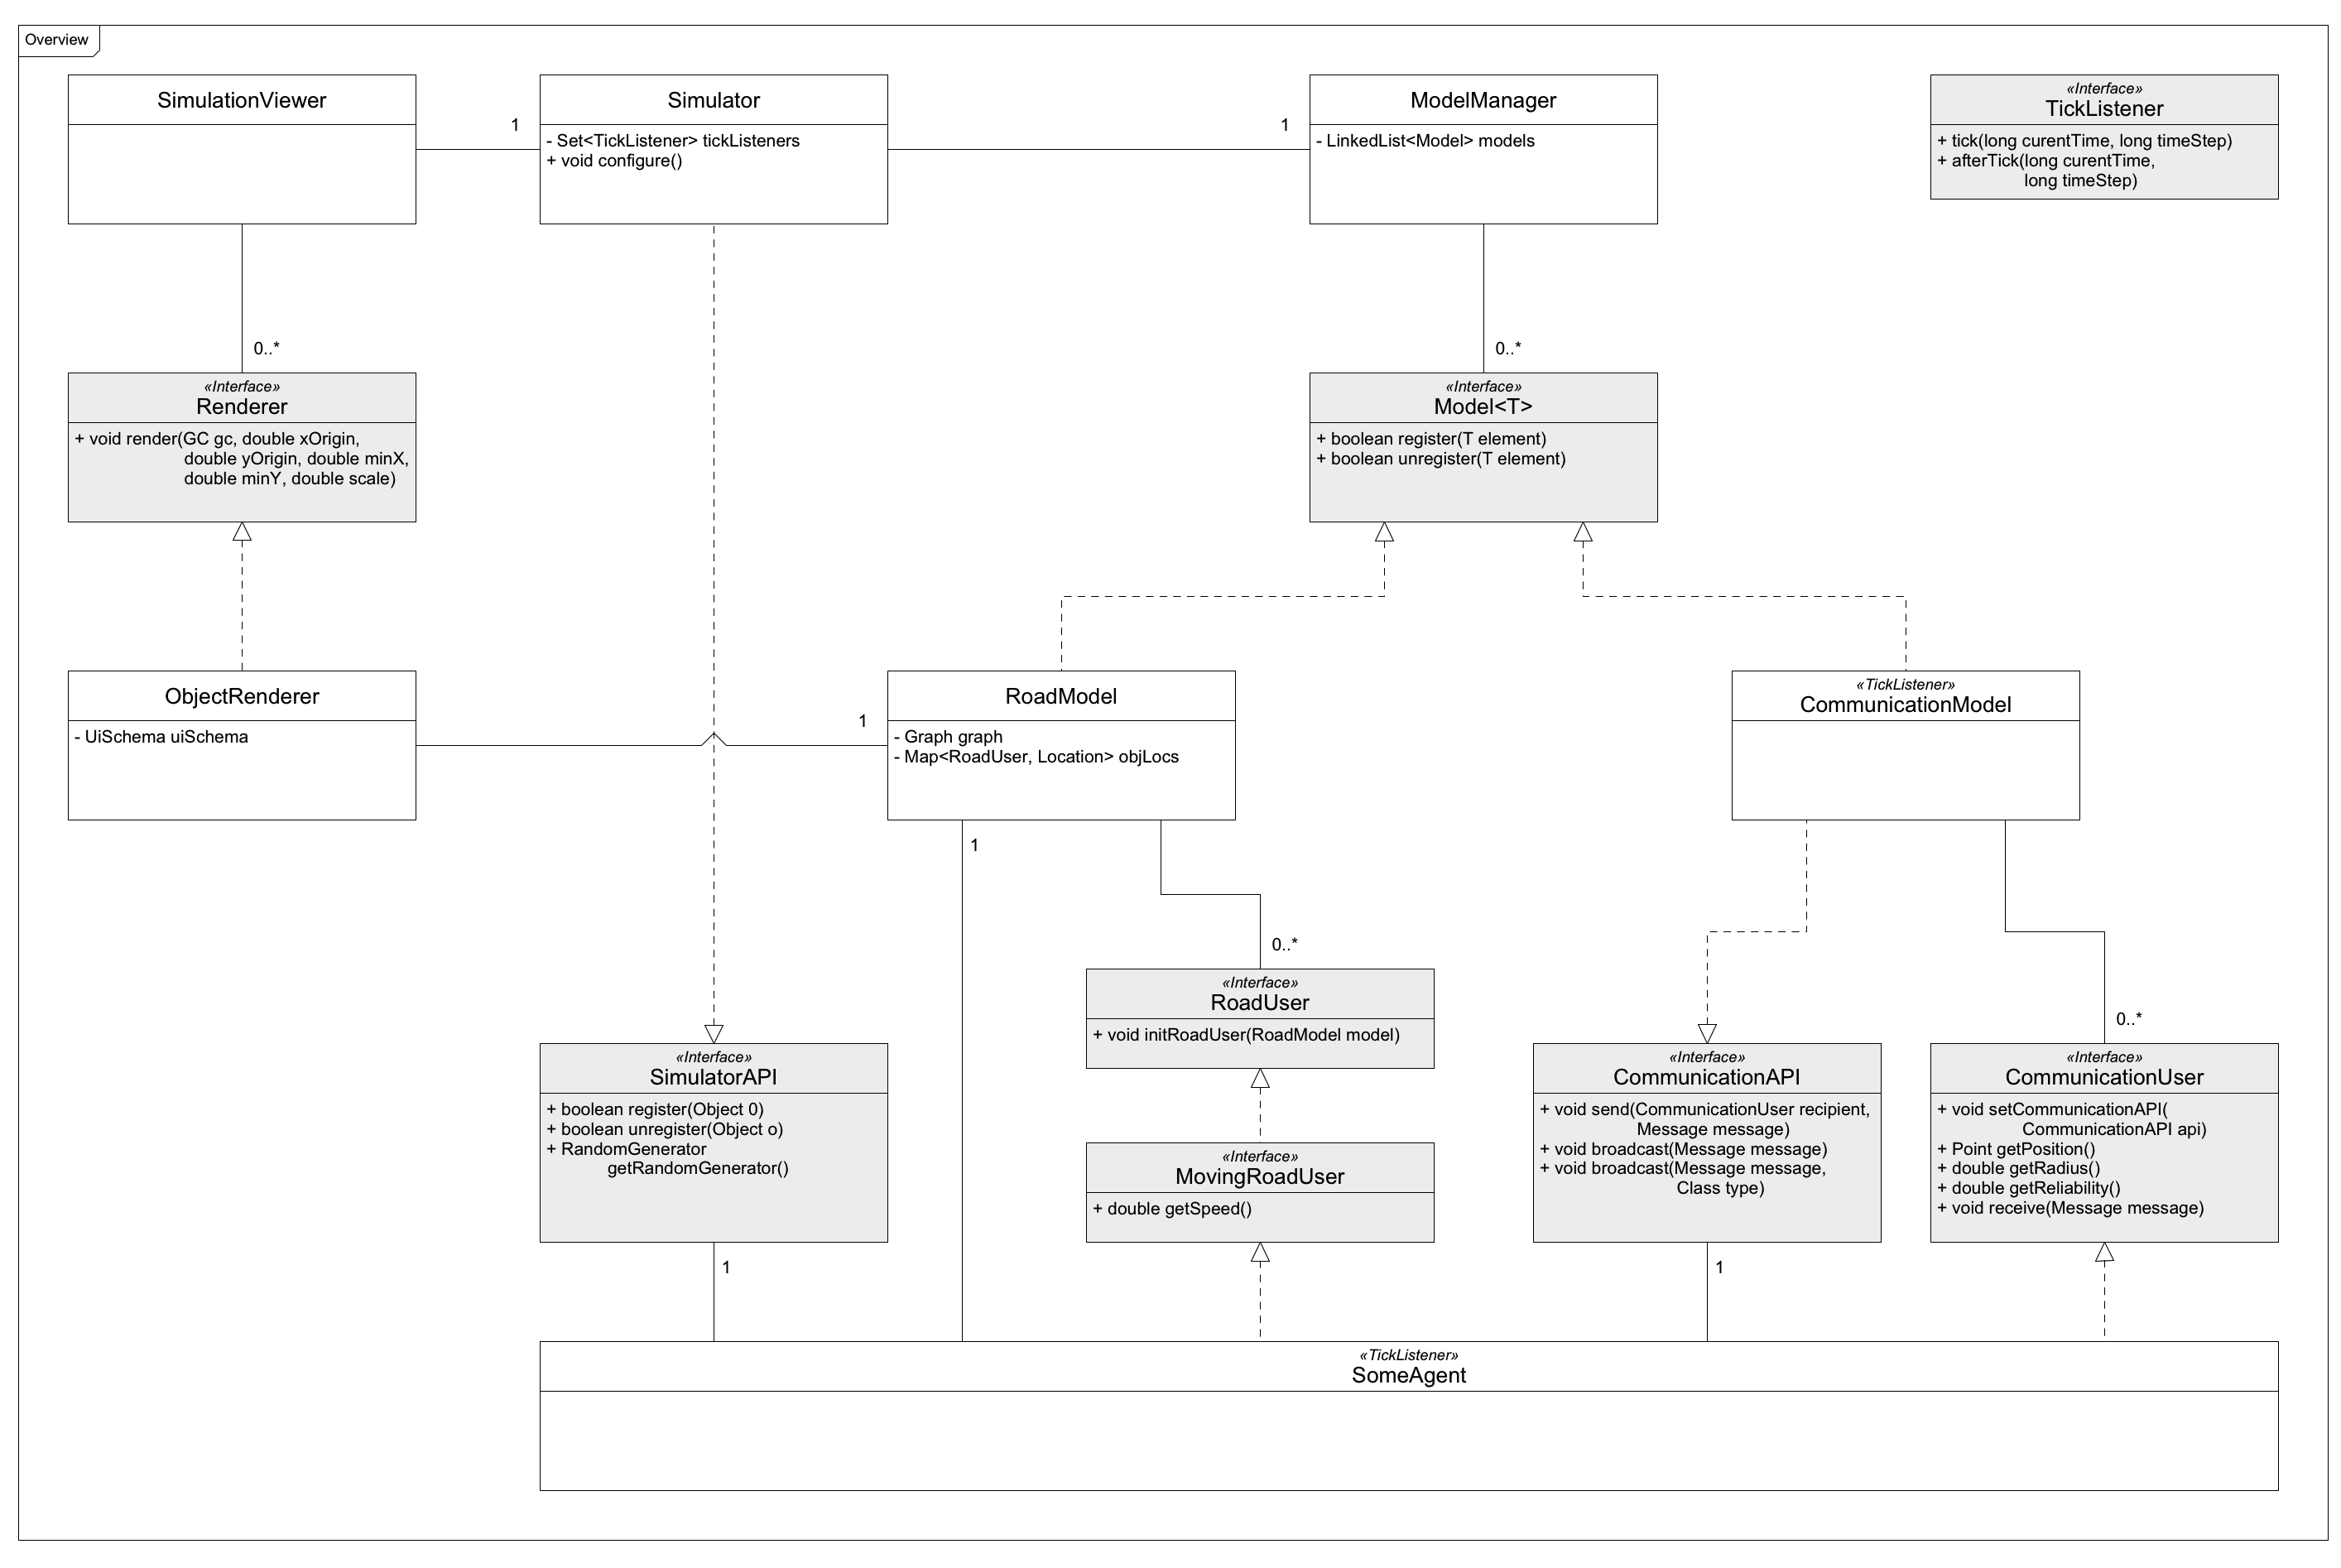 Overview
SimulationViewer
1
Simulator
- Set<TickListener> tickListeners
+ void configure()
1
ModelManager
- LinkedList<Model> models
«Interface»
TickListener
+ tick(long curentTime, long timeStep)
+ afterTick(long curentTime,
long timeStep)
0..*
«Interface»
Renderer
+ void render(GC gc, double xOrigin,
double yOrigin, double minX,
double minY, double scale)
0..*
«Interface»
Model<T>
+ boolean register(T element)
+ boolean unregister(T element)
ObjectRenderer
- UiSchema uiSchema
1
RoadModel
- Graph graph
- Map<RoadUser, Location> objLocs
«TickListener»
CommunicationModel
1
0..*
«Interface»
RoadUser
+ void initRoadUser(RoadModel model)
0..*
«Interface»
SimulatorAPI
+ boolean register(Object 0)
+ boolean unregister(Object o)
+ RandomGenerator
getRandomGenerator()
«Interface»
MovingRoadUser
+ double getSpeed()
«Interface»
CommunicationAPI
+ void send(CommunicationUser recipient,
Message message)
+ void broadcast(Message message)
+ void broadcast(Message message,
Class type)
«Interface»
CommunicationUser
+ void setCommunicationAPI(
CommunicationAPI api)
+ Point getPosition()
+ double getRadius()
+ double getReliability()
+ void receive(Message message)
1
1
«TickListener»
SomeAgent